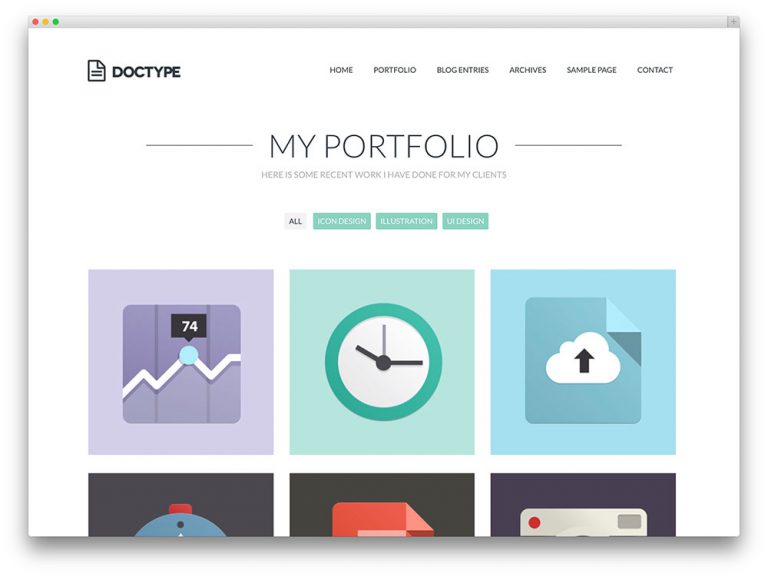 DOCTYPE
HOME PORTFOLIO BLOG ENTRIES ARCHIVES SAMPLE PAGE CONTACT
MY PORTFOLIO
HERE IS SOME RECENT WORK I HAVE DONE FOR MY CLIENTS
ALL ICON DESIGN ILLUSTRATION UI DESIGN
74